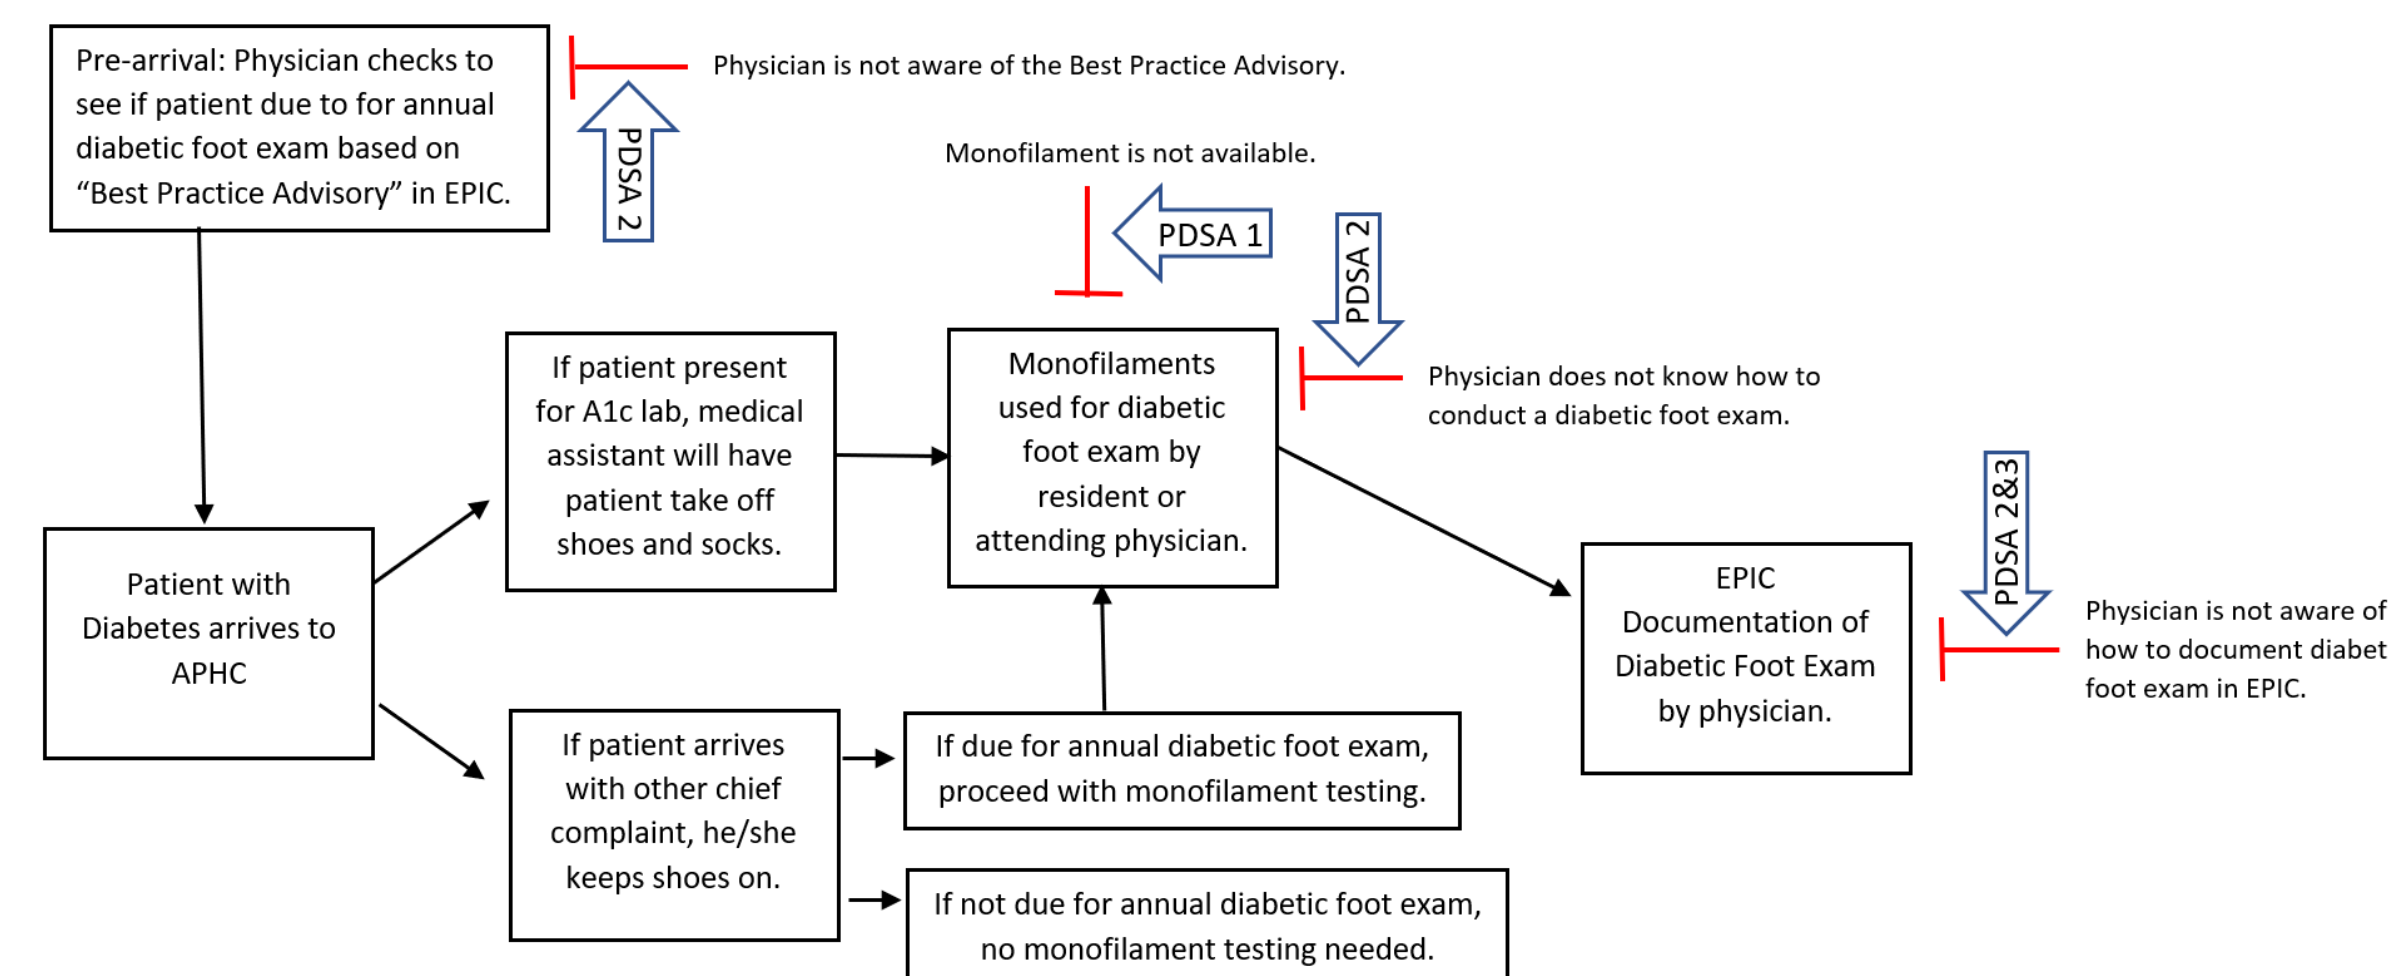 Pre-arrival: Physician checks to
see if patient due to for annual
diabetic foot exam based on
“Best Practice Advisory” in EPIC.
Physician is not aware of the Best Practice Advisory.
PDSA 2
Monofilament is not available.
PDSA 1
PDSA 2
If patient present
for A1c lab, medical
assistant will have
patient take off
shoes and socks.
Monofilaments
used for diabetic
foot exam by
resident or
attending physician.
Physician does not know how to
conduct a diabetic foot exam.
PDSA 2&3
Patient with
Diabetes arrives to
APHC
EPIC
Documentation of
Diabetic Foot Exam
by physician.
Physician is not aware of
how to document diabet
foot exam in EPIC.
If patient arrives
with other chief
complaint, he/she
keeps shoes on.
If due for annual diabetic foot exam,
proceed with monofilament testing.
If not due for annual diabetic foot exam,
no monofilament testing needed.